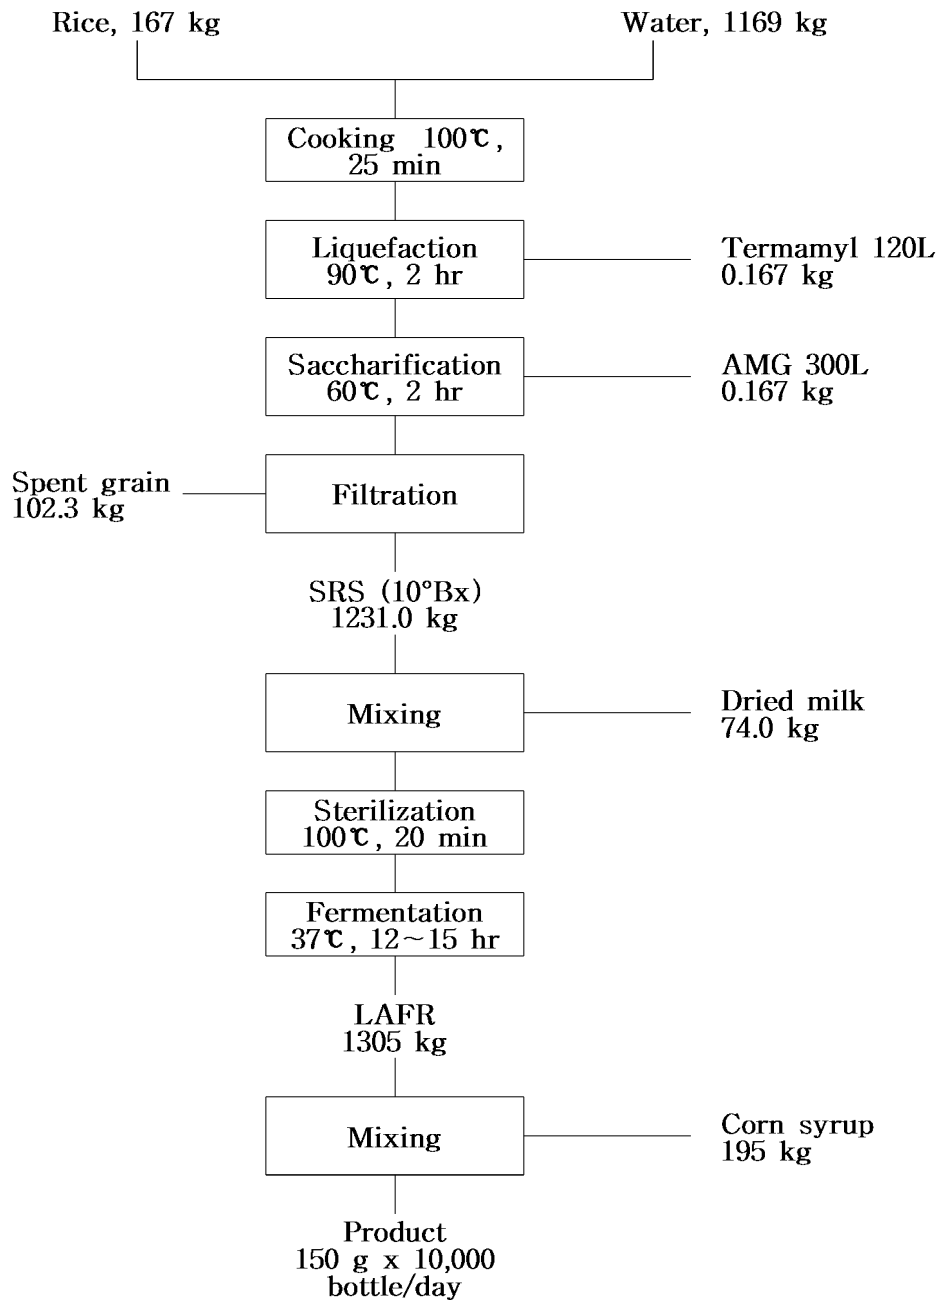 Rice, 167 kg
Water, 1169 kg
Cooking 100℃,
25 min
Liquefaction
90℃, 2 hr
Termamyl 120L
0.167 kg
Saccharification
60℃, 2 hr
AMG 300L
0.167 kg
Spent grain
102.3 kg
Filtration
SRS (10°Bx)
1231.0 kg
Mixing
Dried milk
74.0 kg
Sterilization
100℃, 20 min
Fermentation
37℃, 12~15 hr
LAFR
1305 kg
Mixing
Corn syrup
195 kg
Product
150 g x 10,000
bottle/day